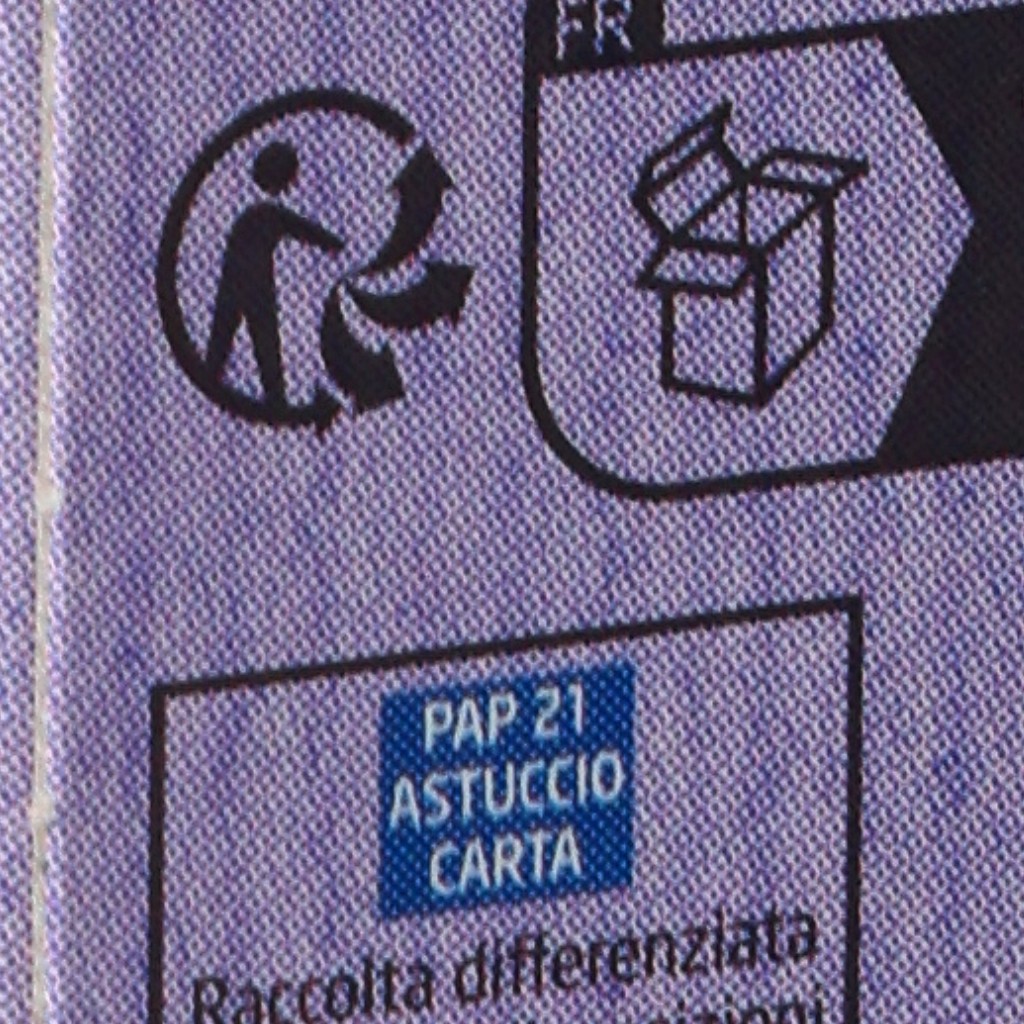 FR
PAP 21
ASTUCCIO
CARTA
Raccolta differenziata